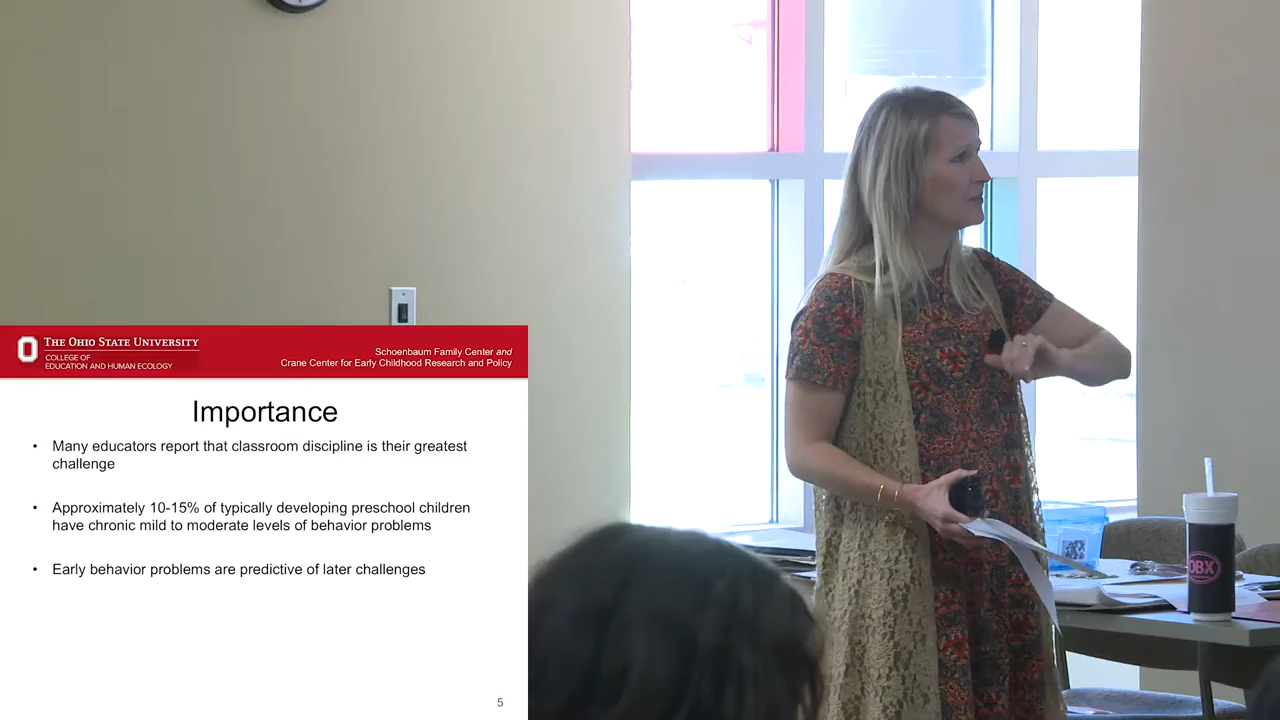 THE OHIO STATE UNIVERSITY
COLLEGE OF
EDUCATION AND HUMAN ECOLOGY
Schoenbaum Family Center and
Crane Center for Early Childhood Research and Policy
Importance
• Many educators report that classroom discipline is their greatest
challenge
• Approximately 10-15% of typically developing preschool children
have chronic mild to moderate levels of behavior problems
• Early behavior problems are predictive of later challenges
5
OBX